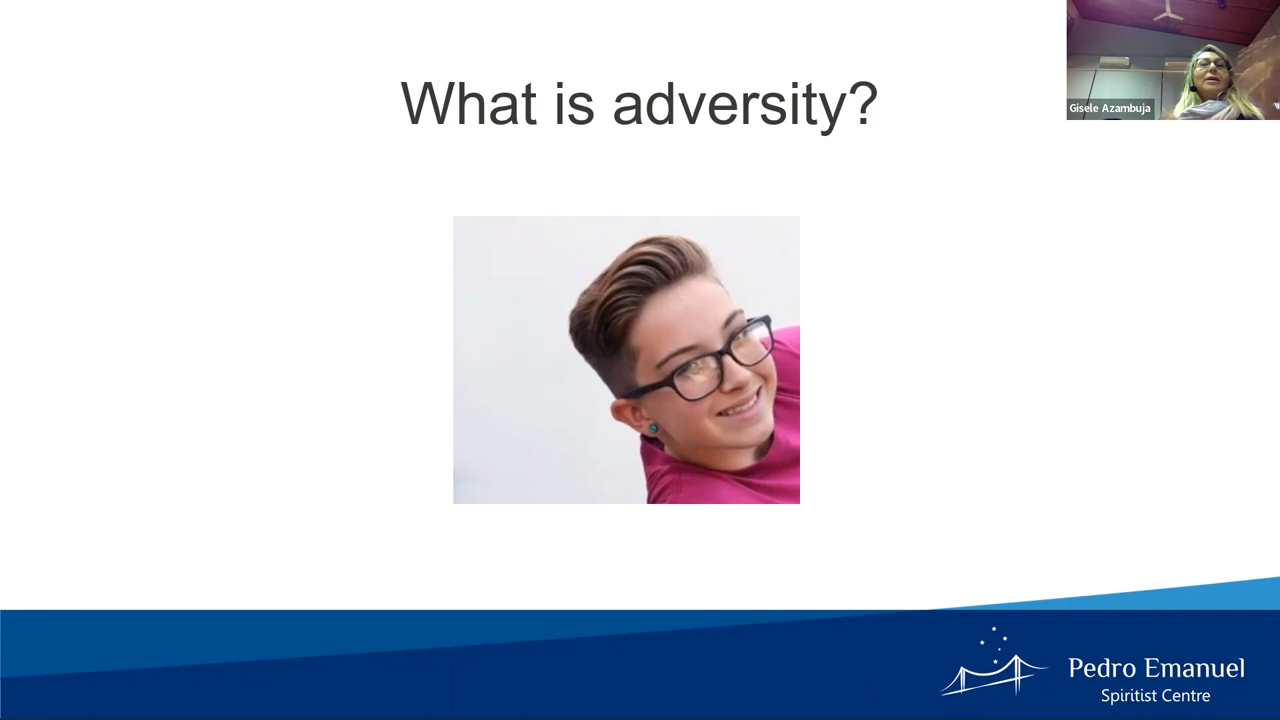 What is adversity?
Gisele Azambuja
Pedro Emanuel
Spiritist Centre